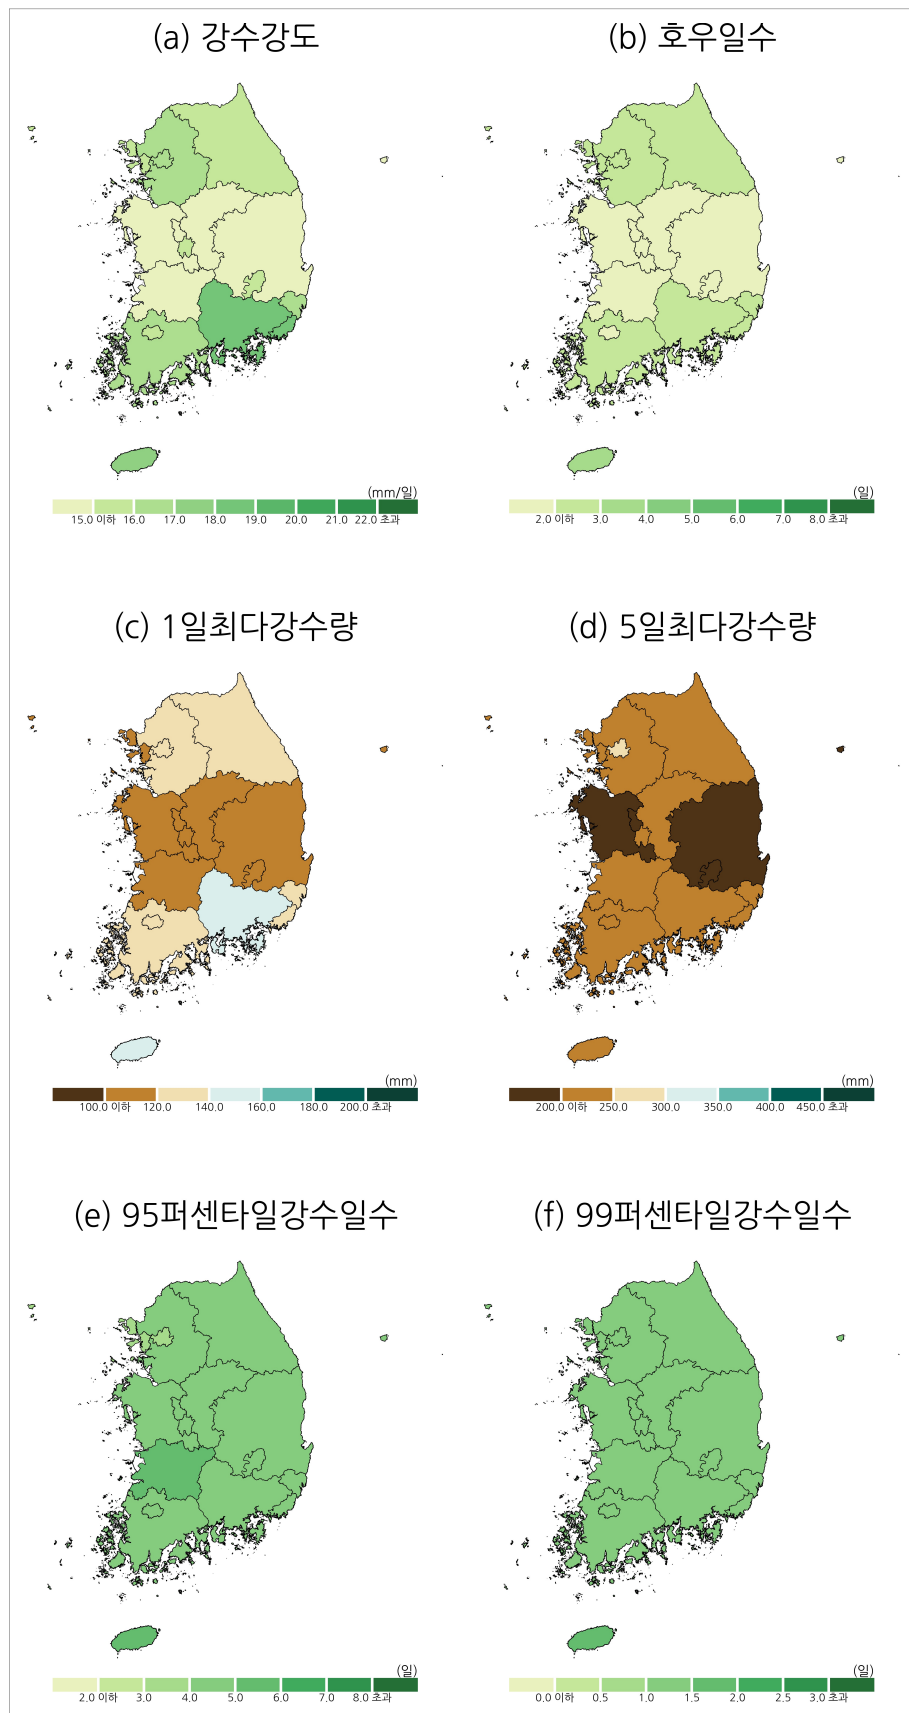 (a) 강수강도
(b) 호우일수
(mm/일)
15.0 이하 16.0 17.0 18.0 19.0 20.0 21.0 22.0 초과
(일)
2.0 이하 3.0 4.0 5.0 6.0 7.0 8.0 초과
(c) 1일최다강수량
(d) 5일최다강수량
(mm)
100.0 이하 120.0 140.0 160.0 180.0 200.0 초과
(mm)
200.0 이하 250.0 300.0 350.0 400.0 450.0 초과
(e) 95퍼센타일강수일수
(f) 99퍼센타일강수일수
(일)
2.0 이하 3.0 4.0 5.0 6.0 7.0 8.0 초과
(일)
0.0 이하 0.5 1.0 1.5 2.0 2.5 3.0 초과